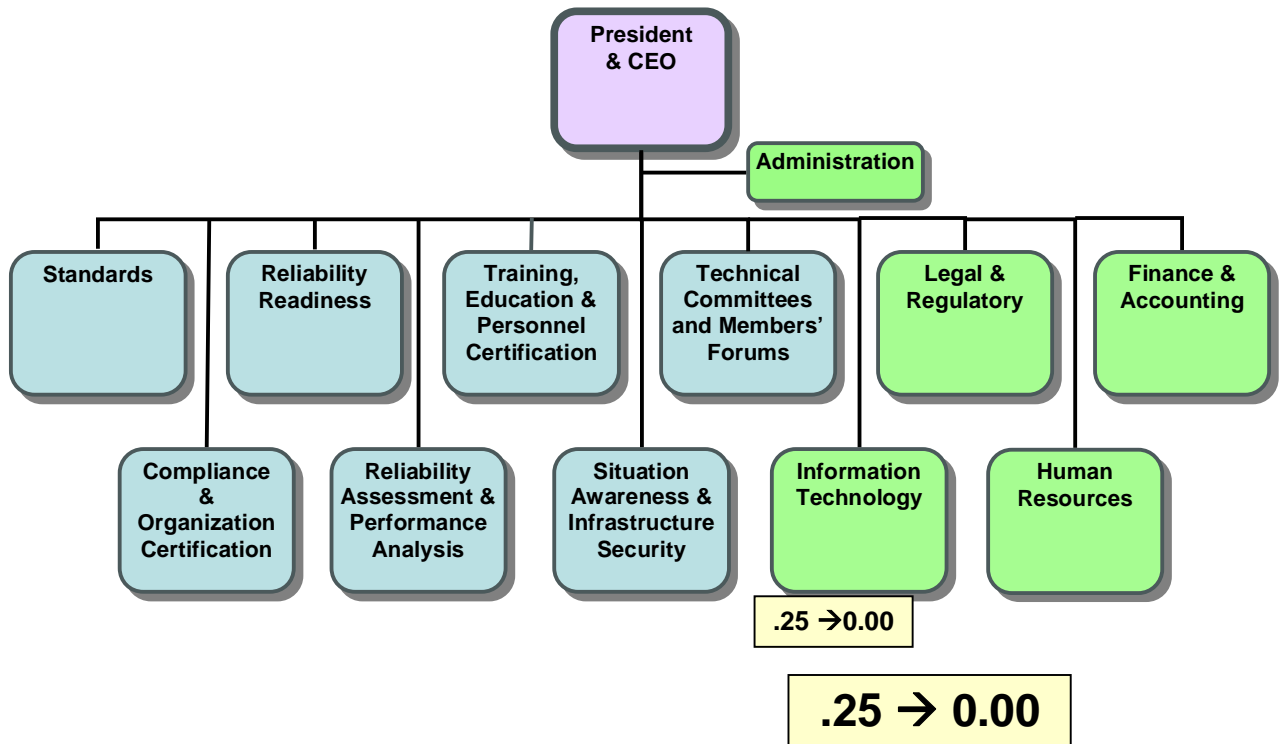 President
& CEO
Administration
Standards
Reliability
Readiness
Training,
Education &
Personnel
Certification
Technical
Committees
and Members’
Forums
Legal &
Regulatory
Finance &
Accounting
Compliance
&
Organization
Certification
Reliability
Assessment &
Performance
Analysis
Situation
Awareness &
Infrastructure
Security
Information
Technology
Human
Resources
.25 →0.00
.25 → 0.00